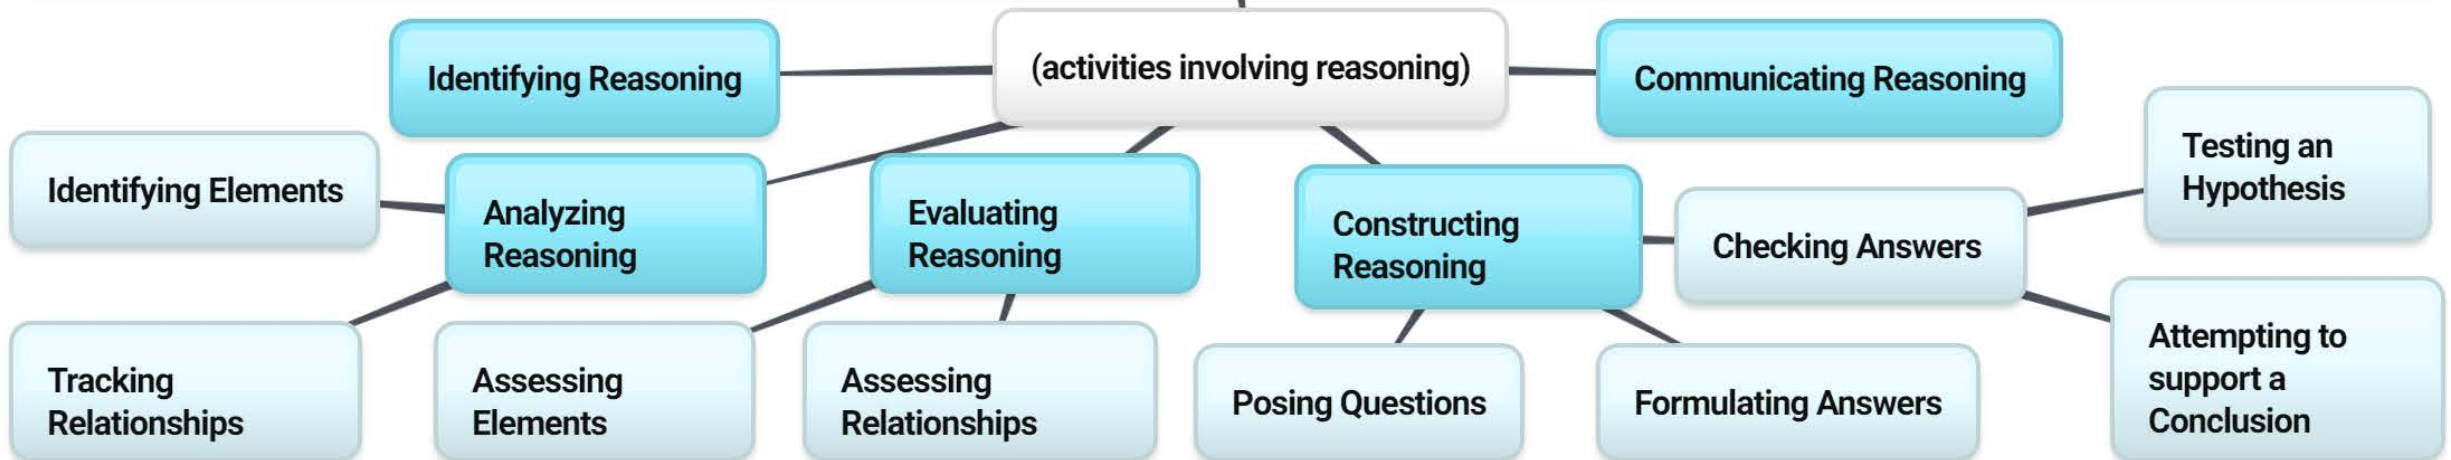 Identifying Reasoning
(activities involving reasoning)
Communicating Reasoning
Identifying Elements
Analyzing
Reasoning
Evaluating
Reasoning
Constructing
Reasoning
Checking Answers
Testing an
Hypothesis
Tracking
Relationships
Assessing
Elements
Assessing
Relationships
Posing Questions
Formulating Answers
Attempting to
support a
Conclusion